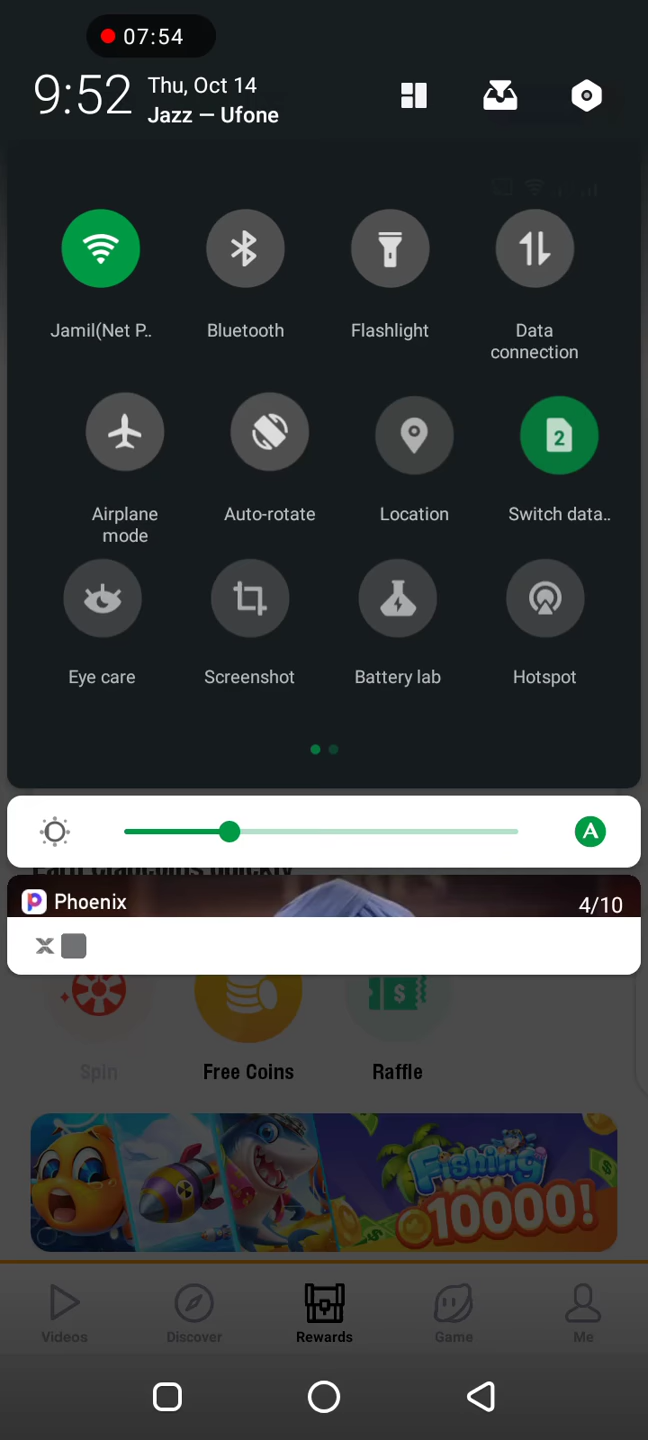 07:54
9:52
Thu, Oct 14
Jazz — Ufone
Jamil(Net P..
Bluetooth
Flashlight
Data
connection
Airplane
mode
Auto-rotate
Location
2
Switch data..
Eye care
Screenshot
Battery lab
Hotspot
A
Phoenix
4/10
Spin
Free Coins
Raffle
Fishing
10000!
Videos
Discover
Rewards
Game
Me